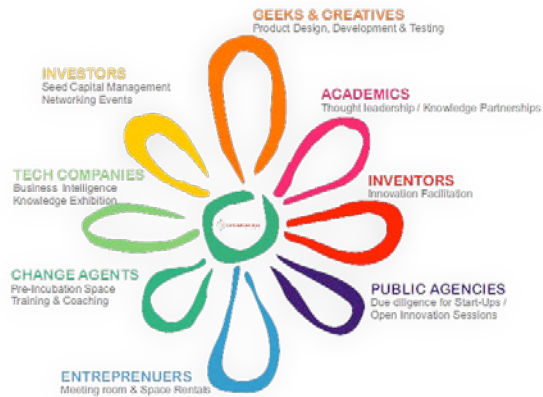 GEEKS & CREATIVES
Product Design, Development & Testing
INVESTORS
Seed Capital Management
Networking Events
ACADEMICS
Thought leadership / Knowledge Partnerships
TECH COMPANIES
Business Intelligence
Knowledge Exhibition
INVENTORS
Innovation Facilitation
CHANGE AGENTS
Pre-Incubation Space
Training & Coaching
PUBLIC AGENCIES
Due diligence for Start-Ups /
Open Innovation Sessions
ENTREPRENUERS
Meeting room & Space Rentals